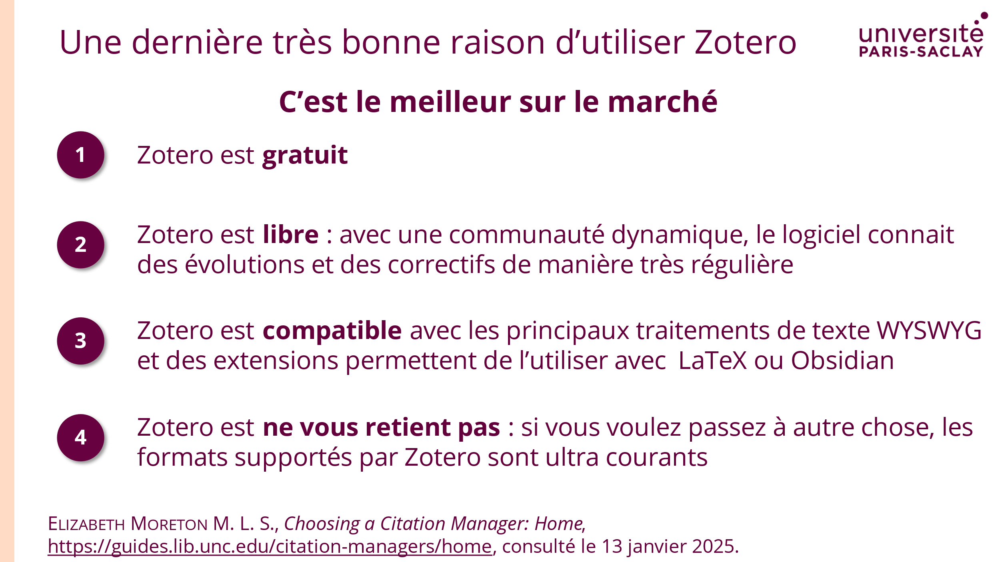 Une dernière très bonne raison d’utiliser Zotero
université
PARIS-SACLAY
C’est le meilleur sur le marché
1
Zotero est gratuit
2
Zotero est libre : avec une communauté dynamique, le logiciel connait
des évolutions et des correctifs de manière très régulière
3
Zotero est compatible avec les principaux traitements de texte WYSWYG
et des extensions permettent de l’utiliser avec  LaTeX ou Obsidian
4
Zotero est ne vous retient pas : si vous voulez passez à autre chose, les
formats supportés par Zotero sont ultra courants
ELIZABETH MORETON M. L. S., Choosing a Citation Manager: Home,
https://guides.lib.unc.edu/citation-managers/home, consulté le 13 janvier 2025.